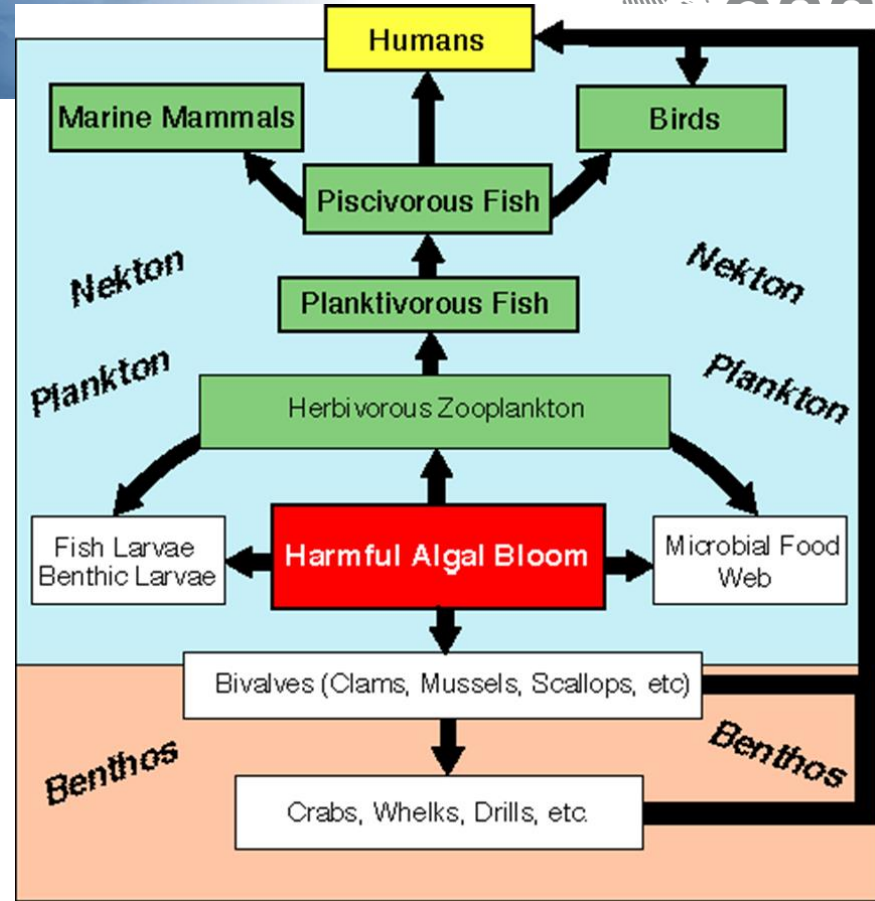 Humans
Marine Mammals
Birds
Piscivorous Fish
Nekton
Nekton
Planktivorous Fish
Plankton
Plankton
Herbivorous Zooplankton
Fish Larvae
Benthic Larvae
Harmful Algal Bloom
Microbial Food
Web
Bivalves (Clams, Mussels, Scallops, etc)
Benthos
Benthos
Crabs, Whelks, Drills, etc.